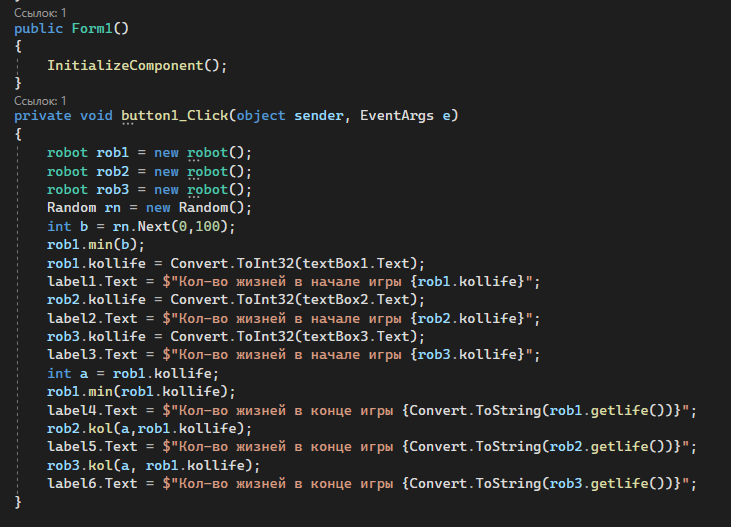 Ссылок: 1
public Form1()
{
InitializeComponent();
}
Ссылок: 1
private void button1_Click(object sender, EventArgs e)
{
robot rob1 = new robot();
robot rob2 = new robot();
robot rob3 = new robot();
Random rn = new Random();
int b = rn.Next(0,100);
rob1.min(b);
rob1.kollife = Convert.ToInt32(textBox1.Text);
label1.Text = $"Кол-во жизней в начале игры {rob1.kollife}";
rob2.kollife = Convert.ToInt32(textBox2.Text);
label2.Text = $"Кол-во жизней в начале игры {rob2.kollife}";
rob3.kollife = Convert.ToInt32(textBox3.Text);
label3.Text = $"Кол-во жизней в начале игры {rob3.kollife}";
int a = rob1.kollife;
rob1.min(rob1.kollife);
label4.Text = $"Кол-во жизней в конце игры {Convert.ToString(rob1.getlife())}";
rob2.kol(a,rob1.kollife);
label5.Text = $"Кол-во жизней в конце игры {Convert.ToString(rob2.getlife())}";
rob3.kol(a, rob1.kollife);
label6.Text = $"Кол-во жизней в конце игры {Convert.ToString(rob3.getlife())}";
}